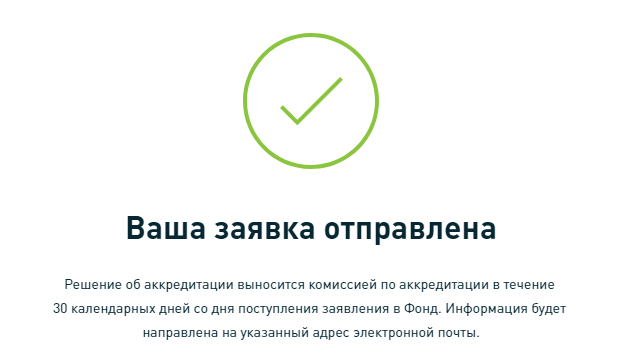 Ваша заявка отправлена
Решение об аккредитации выносится комиссией по аккредитации в течение
30 календарных дней со дня поступления заявления в Фонд. Информация будет
направлена на указанный адрес электронной почты.